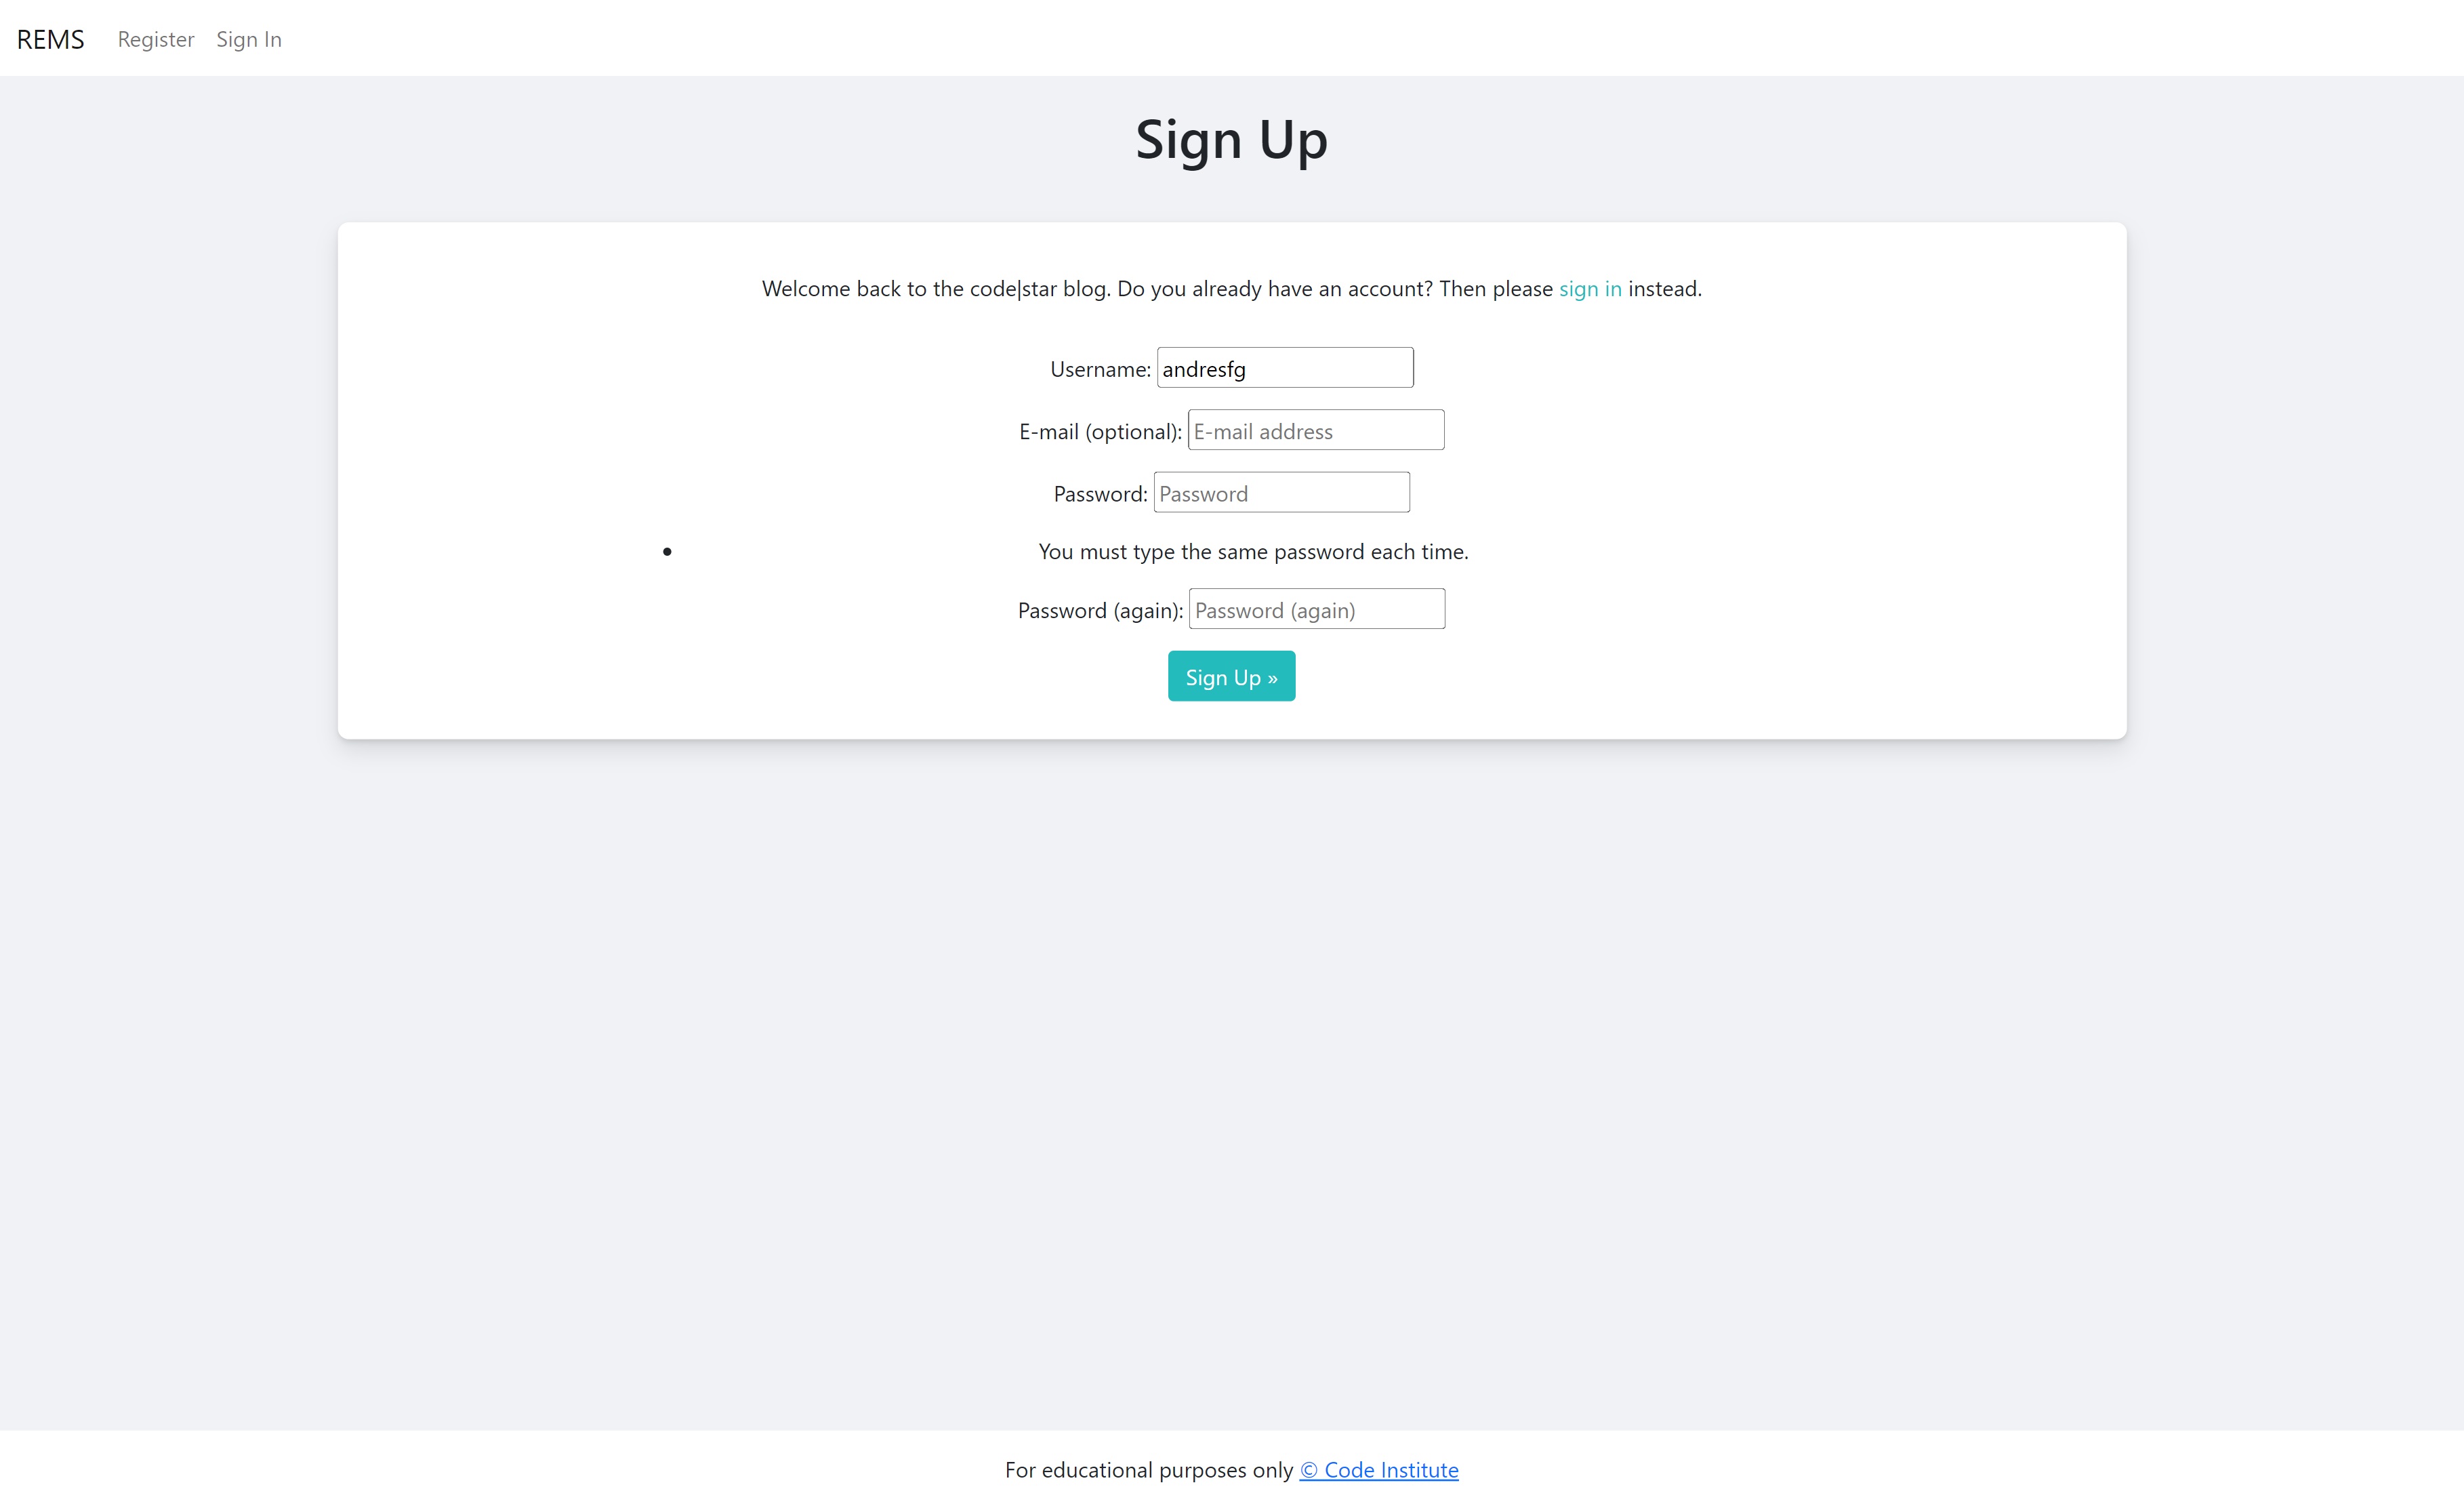 REMS Register Sign In
Sign Up
Welcome back to the code|star blog. Do you already have an account? Then please sign in instead.
Username: andresfg
E-mail (optional): E-mail address
Password: Password
• You must type the same password each time.
Password (again): Password (again)
Sign Up »
For educational purposes only © Code Institute